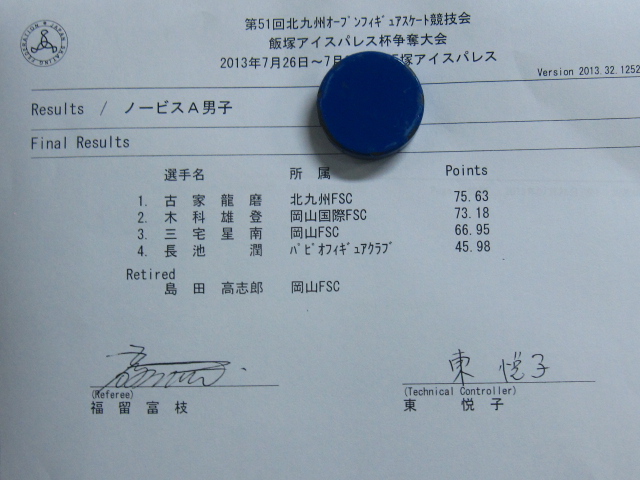 第51回北九州オープンフィギュアスケート競技会
飯塚アイスパレス杯争奪大会
2013年7月26日～7月 塚アイスパレス
Version 2013.32.1252
Results / ノービスA男子
Final Results
選手名 所属 Points
1. 古家龍磨 北九州FSC 75.63
2. 木科雄登 岡山国際FSC 73.18
3. 三宅星南 岡山FSC 66.95
4. 長池潤 パピオフィギュアクラブ 45.98
Retired
島田高志郎 岡山FSC
東 悦子
(Referee) (Technical Controller)
福留富枝 東悦子